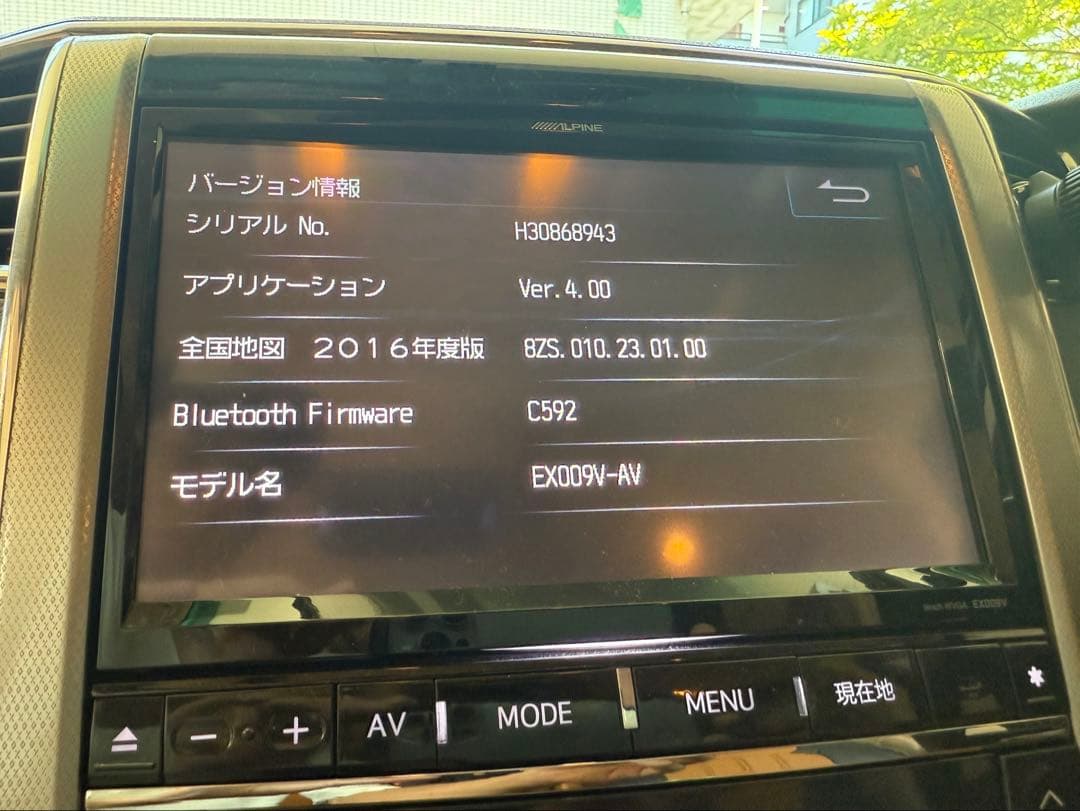 ALPINE
バージョン情報
シリアル No. H30868943
アプリケーション Ver.4.00
全国地図 2016年度版 8ZS.010.23.01.00
Bluetooth Firmware C592
モデル名 EX009V-AV
EX009V
− + AV MODE MENU 現在地 *